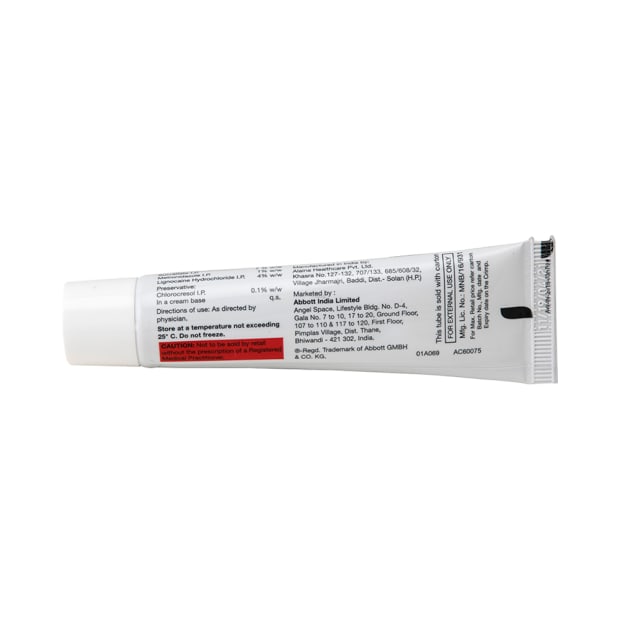 Metronidazole I.P. 1% w/w
Lignocaine Hydrochloride I.P. 4% w/w
Preservative:
Chlorocresol I.P. 0.1% w/w
In a cream base q.s.
Directions of use: As directed by
physician.
Store at a temperature not exceeding
25° C. Do not freeze.
CAUTION: Not to be sold by retail
without the prescription of a Registered
Medical Practitioner.
Manufactured in India by:
Alaina Healthcare Pvt. Ltd.
Khasra No.127-132, 707/133, 685/608/32,
Village Jharmajri, Baddi, Dist.- Solan (H.P.)
Marketed by :
Abbott India Limited
Angel Space, Lifestyle Bldg. No. D-4,
Gala No. 7 to 10, 17 to 20, Ground Floor,
107 to 110 & 117 to 120, First Floor,
Pimplas Village, Dist. Thane,
Bhiwandi - 421 302, India.
®-Regd. Trademark of Abbott GMBH
& CO. KG.
01A069
AC60075
This tube is sold with carton
FOR EXTERNAL USE ONLY
Mfg. Lic. No.: MNB/16/931
For Max. Retail price refer carton
Batch No., Mfg. date and
Expiry date on the Crimp.